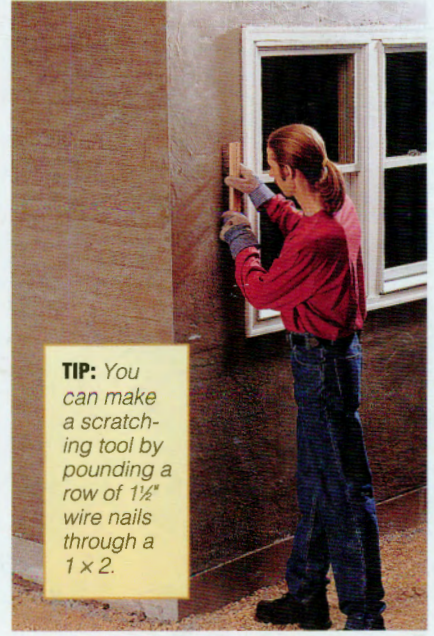 TIP: You
can make
a scratch-
ing tool by
pounding a
row of 1½"
wire nails
through a
1 × 2.